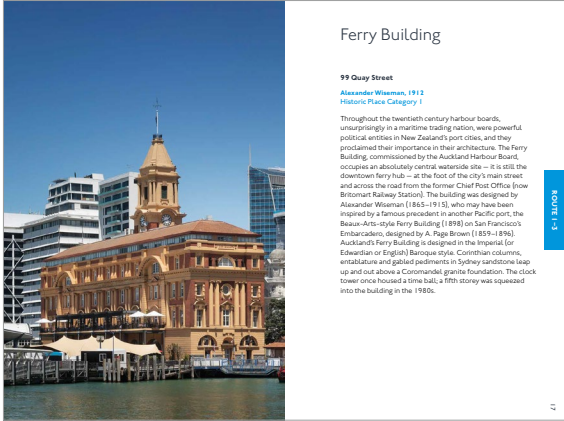 Ferry Building
99 Quay Street
Alexander Wiseman, 1912
Historic Place Category 1
Throughout the twentieth century harbour boards,
unsurprisingly in a maritime trading nation, were powerful
political entities in New Zealand's port cities, and they
proclaimed their importance in their architecture. The Ferry
Building, commissioned by the Auckland Harbour Board,
occupies an absolutely central waterside site – it is still the
downtown ferry hub – at the foot of the city's main street
and across the road from the former Chief Post Office (now
Britomart Railway Station). The building was designed by
Alexander Wiseman (1865–1915), who may have been
inspired by a famous precedent in another Pacific port, the
Beaux-Arts-style Ferry Building (1898) on San Francisco's
Embarcadero, designed by A. Page Brown (1859–1896).
Auckland's Ferry Building is designed in the Imperial (or
Edwardian or English) Baroque style. Corinthian columns,
entablature and gabled pediments in Sydney sandstone leap
up and out above a Coromandel granite foundation. The clock
tower once housed a time ball; a fifth storey was squeezed
into the building in the 1980s.
ROUTE 1–3
17